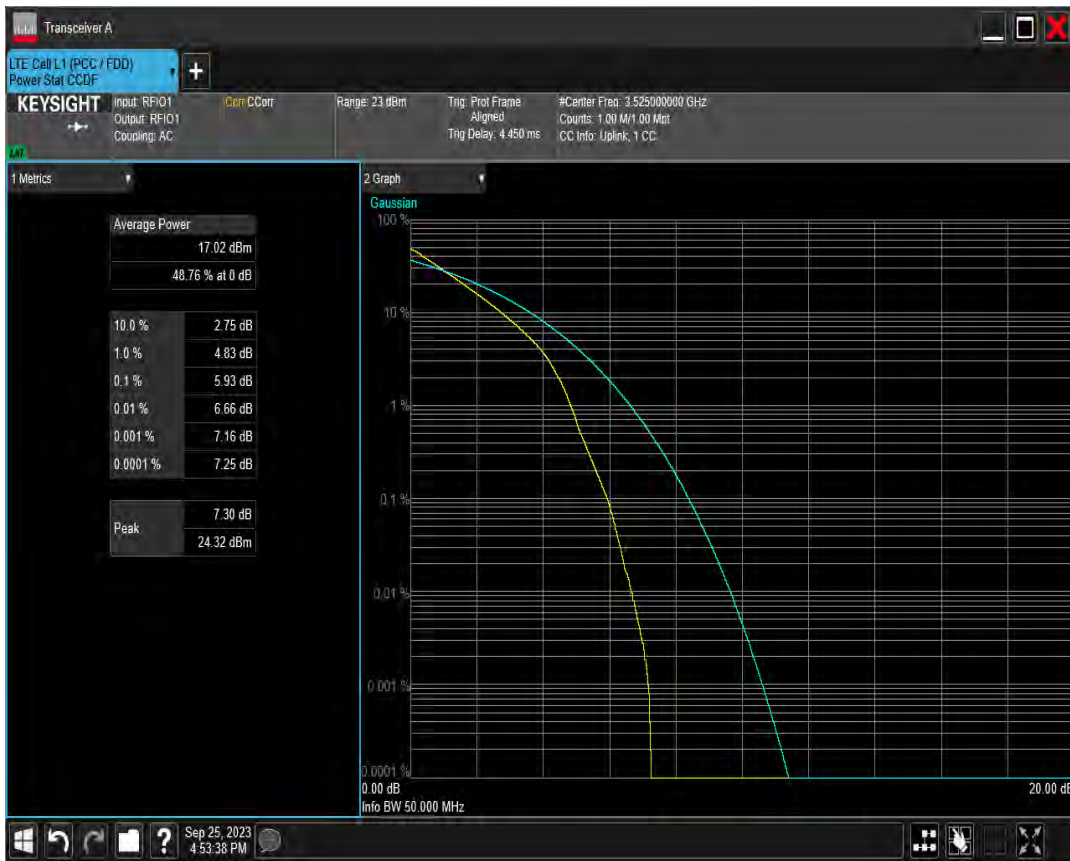 Transceiver A
LTE Cell L1 (PCC / FDD)
Power Stat CCDF
+
KEYSIGHT
Input: RFIO1
Output: RFIO1
Coupling: AC
Corr CCorr
Range: 23 dBm
Trig: Prot Frame
Aligned
Trig Delay: 4.450 ms
#Center Freq: 3.525000000 GHz
Counts: 1.00 M/1.00 Mpt
CC Info: Uplink, 1 CC
LXI
1 Metrics
Average Power
17.02 dBm
48.76 % at 0 dB
10.0 % 2.75 dB
1.0 % 4.83 dB
0.1 % 5.93 dB
0.01 % 6.66 dB
0.001 % 7.16 dB
0.0001 % 7.25 dB
Peak
7.30 dB
24.32 dBm
2 Graph
Gaussian
100 %
10 %
1 %
0.1 %
0.01 %
0.001 %
0.0001 %
0.00 dB 20.00 dB
Info BW 50.000 MHz
?
Sep 25, 2023
4:53:38 PM